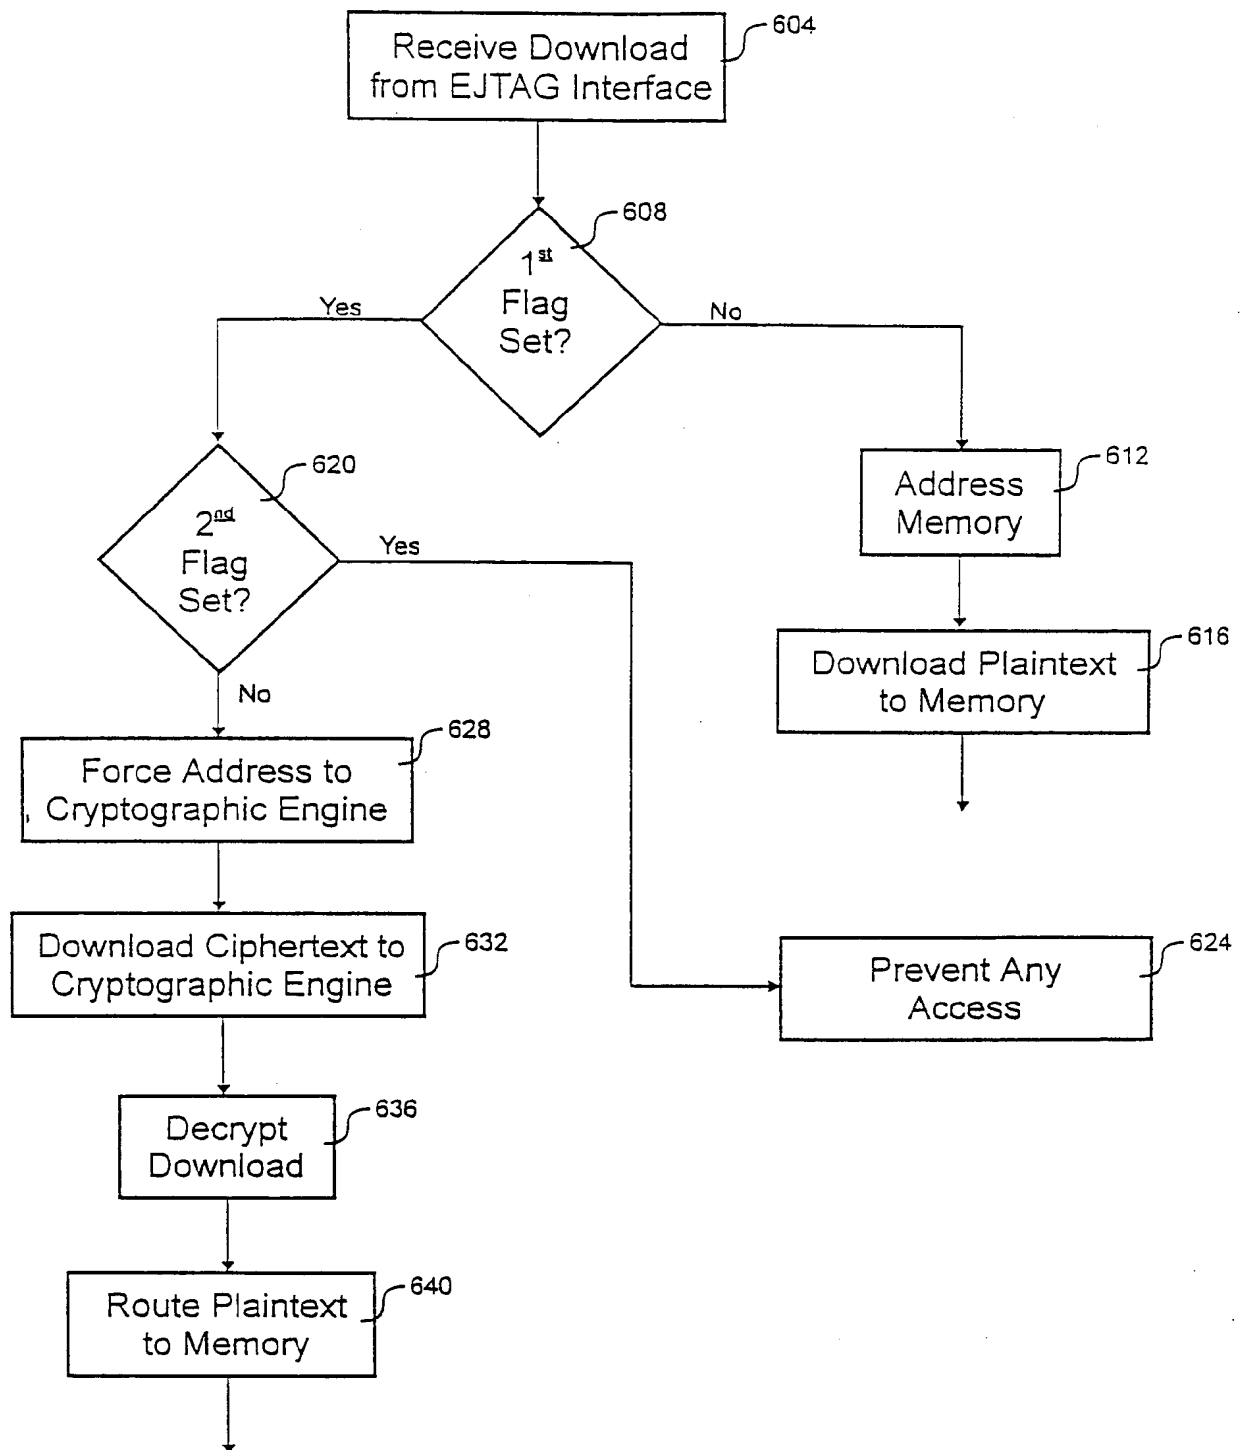 Receive Download
from EJTAG Interface
604
1st
Flag
Set?
608
Yes
No
2nd
Flag
Set?
620
Yes
No
Address
Memory
612
Download Plaintext
to Memory
616
Force Address to
Cryptographic Engine
628
Download Ciphertext to
Cryptographic Engine
632
Prevent Any
Access
624
Decrypt
Download
636
Route Plaintext
to Memory
640